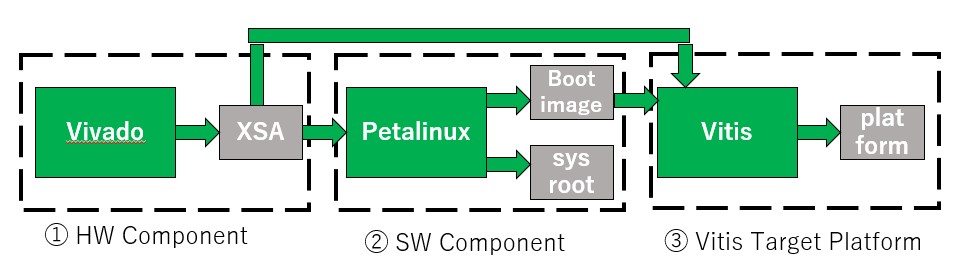 Vivado
XSA
Petalinux
Boot
image
sys
root
Vitis
plat
form
① HW Component
② SW Component
③ Vitis Target Platform